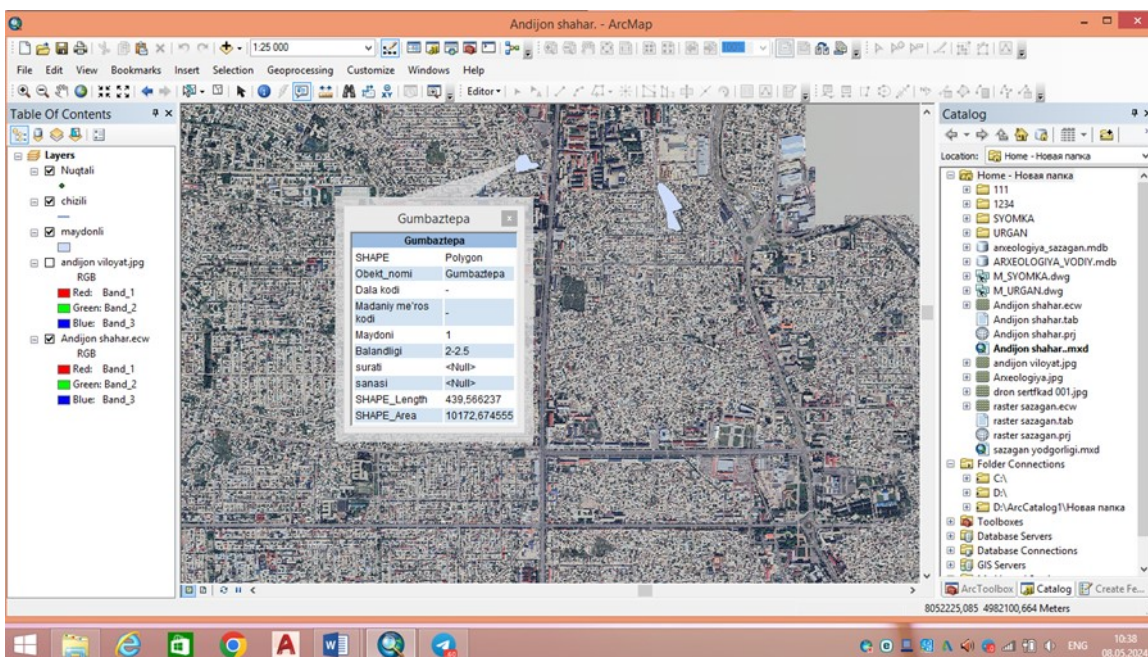 Andijon shahar. - ArcMap
1:25 000
100%
File Edit View Bookmarks Insert Selection Geoprocessing Customize Windows Help
Editor
Table Of Contents
Layers
Nuqtali
chizili
maydonli
andijon viloyat.jpg
RGB
Red: Band_1
Green: Band_2
Blue: Band_3
Andijon shahar.ecw
RGB
Red: Band_1
Green: Band_2
Blue: Band_3
Gumbaztepa
Gumbaztepa
SHAPE Polygon
Obekt_nomi Gumbaztepa
Dala kodi -
Madaniy me'ros
kodi -
Maydoni 1
Balandligi 2-2.5
surati <Null>
sanasi <Null>
SHAPE_Length 439,566237
SHAPE_Area 10172,674555
Catalog
Location: Home - Новая папка
Home - Новая папка
111
1234
SYOMKA
URGAN
arxeologiya_sazagan.mdb
ARXEOLOGIYA_VODIY.mdb
M_SYOMKA.dwg
M_URGAN.dwg
Andijon shahar.ecw
Andijon shahar.tab
Andijon shahar.prj
Andijon shahar..mxd
andijon viloyat.jpg
Arxeologiya.jpg
dron sertfkad 001.jpg
raster sazagan.ecw
raster sazagan.tab
raster sazagan.prj
sazagan yodgorligi.mxd
Folder Connections
C:\
D:\
D:\ArcCatalog1\Новая папка
Toolboxes
Database Servers
Database Connections
GIS Servers
ArcToolbox Catalog Create Fe...
8052225,085 4982100,664 Meters
ENG
10:38
08.05.2024